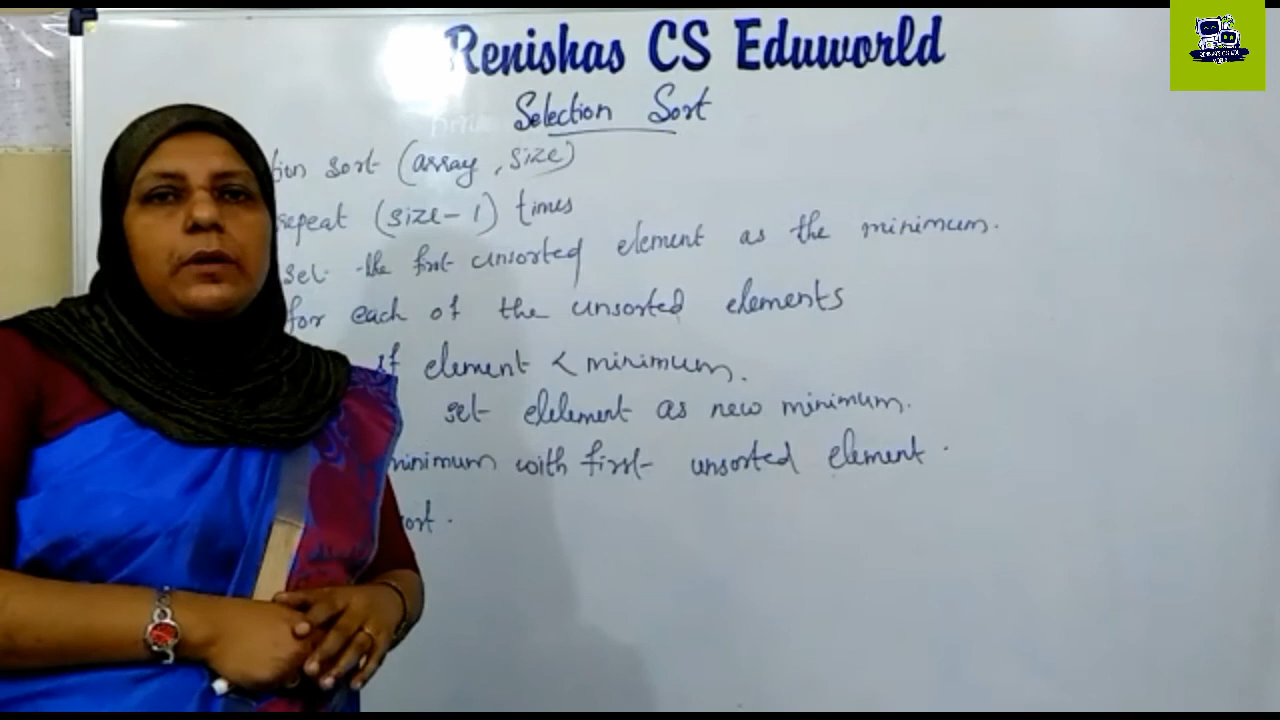 Renishas CS Eduworld
Selection Sort
tion sort (array, size)
repeat (size-1) times
set the first unsorted element as the minimum.
for each of the unsorted elements
if element < minimum.
set elelement as new minimum.
minimum with first unsorted element.
sort.